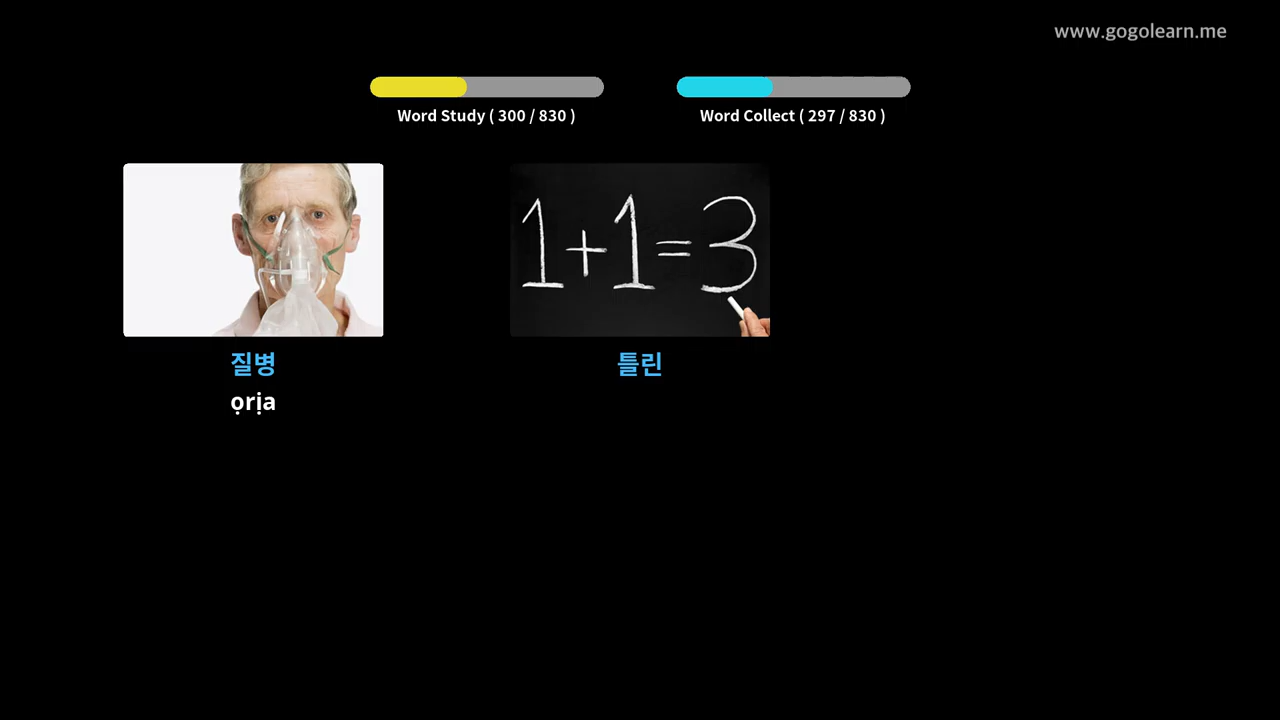 www.gogolearn.me
Word Study ( 300 / 830 )
Word Collect ( 297 / 830 )
1+1=3
질병
틀린
ọrịa